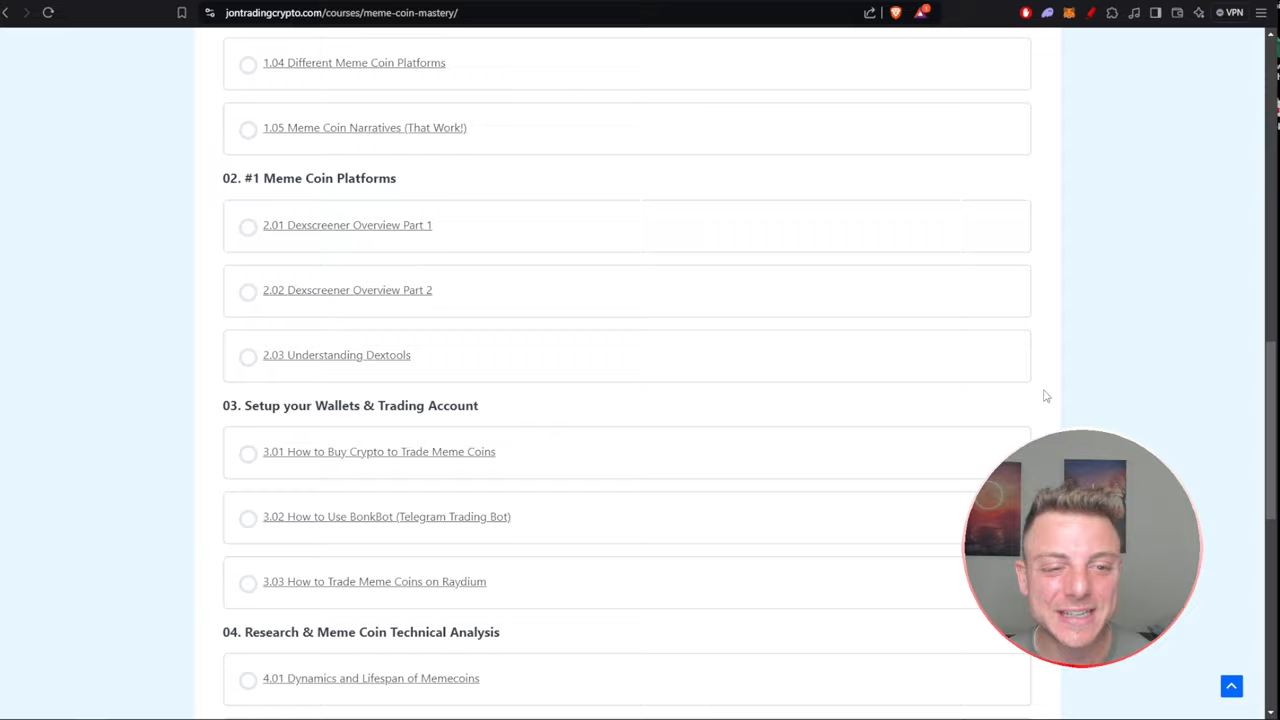 jontradingcrypto.com/courses/meme-coin-mastery/
1
VPN
1.04 Different Meme Coin Platforms
1.05 Meme Coin Narratives (That Work!)
02. #1 Meme Coin Platforms
2.01 Dexscreener Overview Part 1
2.02 Dexscreener Overview Part 2
2.03 Understanding Dextools
03. Setup your Wallets & Trading Account
3.01 How to Buy Crypto to Trade Meme Coins
3.02 How to Use BonkBot (Telegram Trading Bot)
3.03 How to Trade Meme Coins on Raydium
04. Research & Meme Coin Technical Analysis
4.01 Dynamics and Lifespan of Memecoins